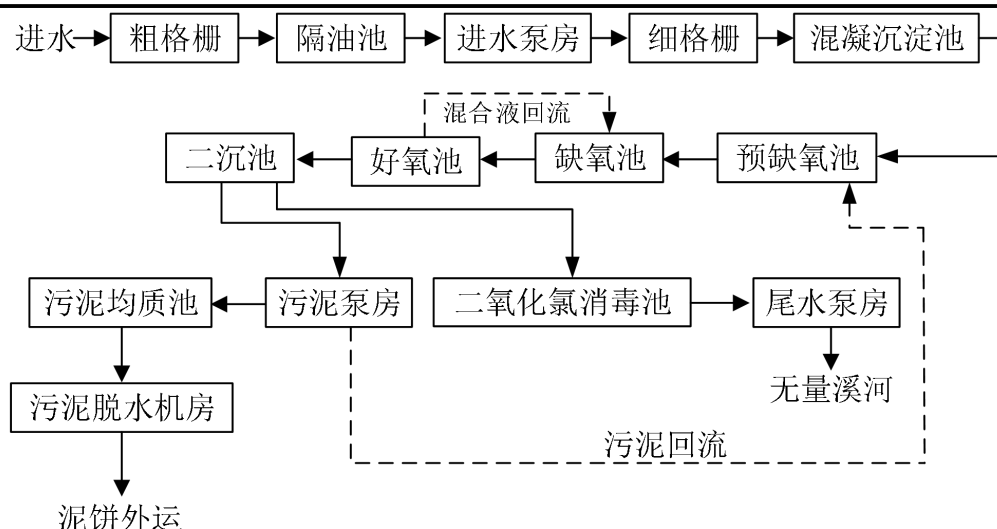 进水
粗格栅
隔油池
进水泵房
细格栅
混凝沉淀池
混合液回流
二沉池
好氧池
缺氧池
预缺氧池
污泥均质池
污泥泵房
二氧化氯消毒池
尾水泵房
无量溪河
污泥脱水机房
污泥回流
泥饼外运